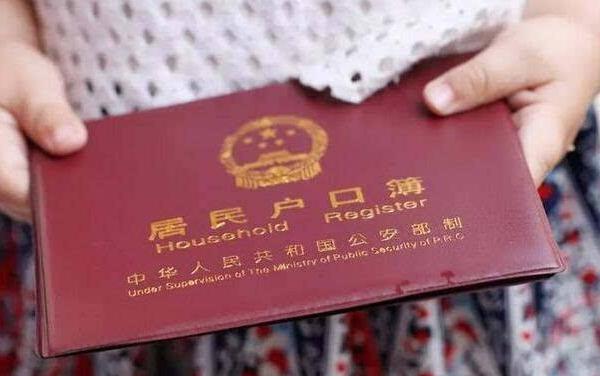 居民户口簿
Household Register
中华人民共和国公安部制
Under Supervision of The Ministry of Public Security of P.R.C